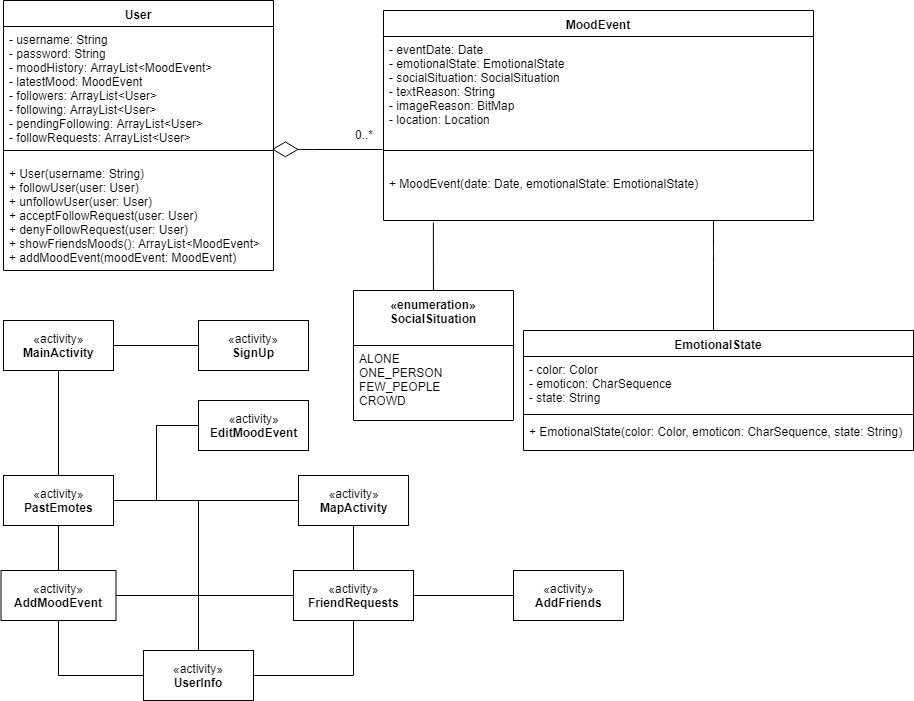 User
- username: String
- password: String
- moodHistory: ArrayList<MoodEvent>
- latestMood: MoodEvent
- followers: ArrayList<User>
- following: ArrayList<User>
- pendingFollowing: ArrayList<User>
- followRequests: ArrayList<User>
+ User(username: String)
+ followUser(user: User)
+ unfollowUser(user: User)
+ acceptFollowRequest(user: User)
+ denyFollowRequest(user: User)
+ showFriendsMoods(): ArrayList<MoodEvent>
+ addMoodEvent(moodEvent: MoodEvent)
0..*
MoodEvent
- eventDate: Date
- emotionalState: EmotionalState
- socialSituation: SocialSituation
- textReason: String
- imageReason: BitMap
- location: Location
+ MoodEvent(date: Date, emotionalState: EmotionalState)
«enumeration»
SocialSituation
ALONE
ONE_PERSON
FEW_PEOPLE
CROWD
EmotionalState
- color: Color
- emoticon: CharSequence
- state: String
+ EmotionalState(color: Color, emoticon: CharSequence, state: String)
«activity»
MainActivity
«activity»
SignUp
«activity»
EditMoodEvent
«activity»
PastEmotes
«activity»
MapActivity
«activity»
AddMoodEvent
«activity»
FriendRequests
«activity»
AddFriends
«activity»
UserInfo